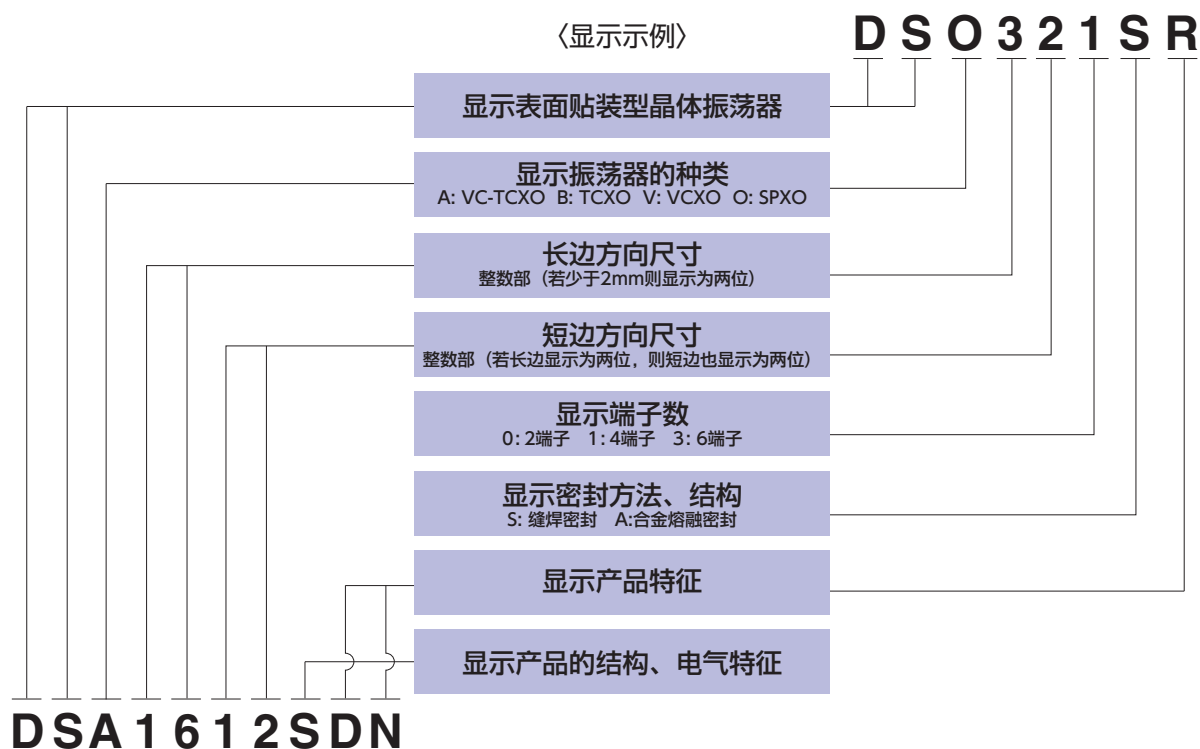 〈显示示例〉
D S O 3 2 1 S R
显示表面贴装型晶体振荡器
显示振荡器的种类
A: VC-TCXO B: TCXO V: VCXO O: SPXO
长边方向尺寸
整数部（若少于2mm则显示为两位）
短边方向尺寸
整数部（若长边显示为两位，则短边也显示为两位）
显示端子数
0: 2端子 1: 4端子 3: 6端子
显示密封方法、结构
S: 缝焊密封 A:合金熔融密封
显示产品特征
显示产品的结构、电气特征
D S A 1 6 1 2 S D N